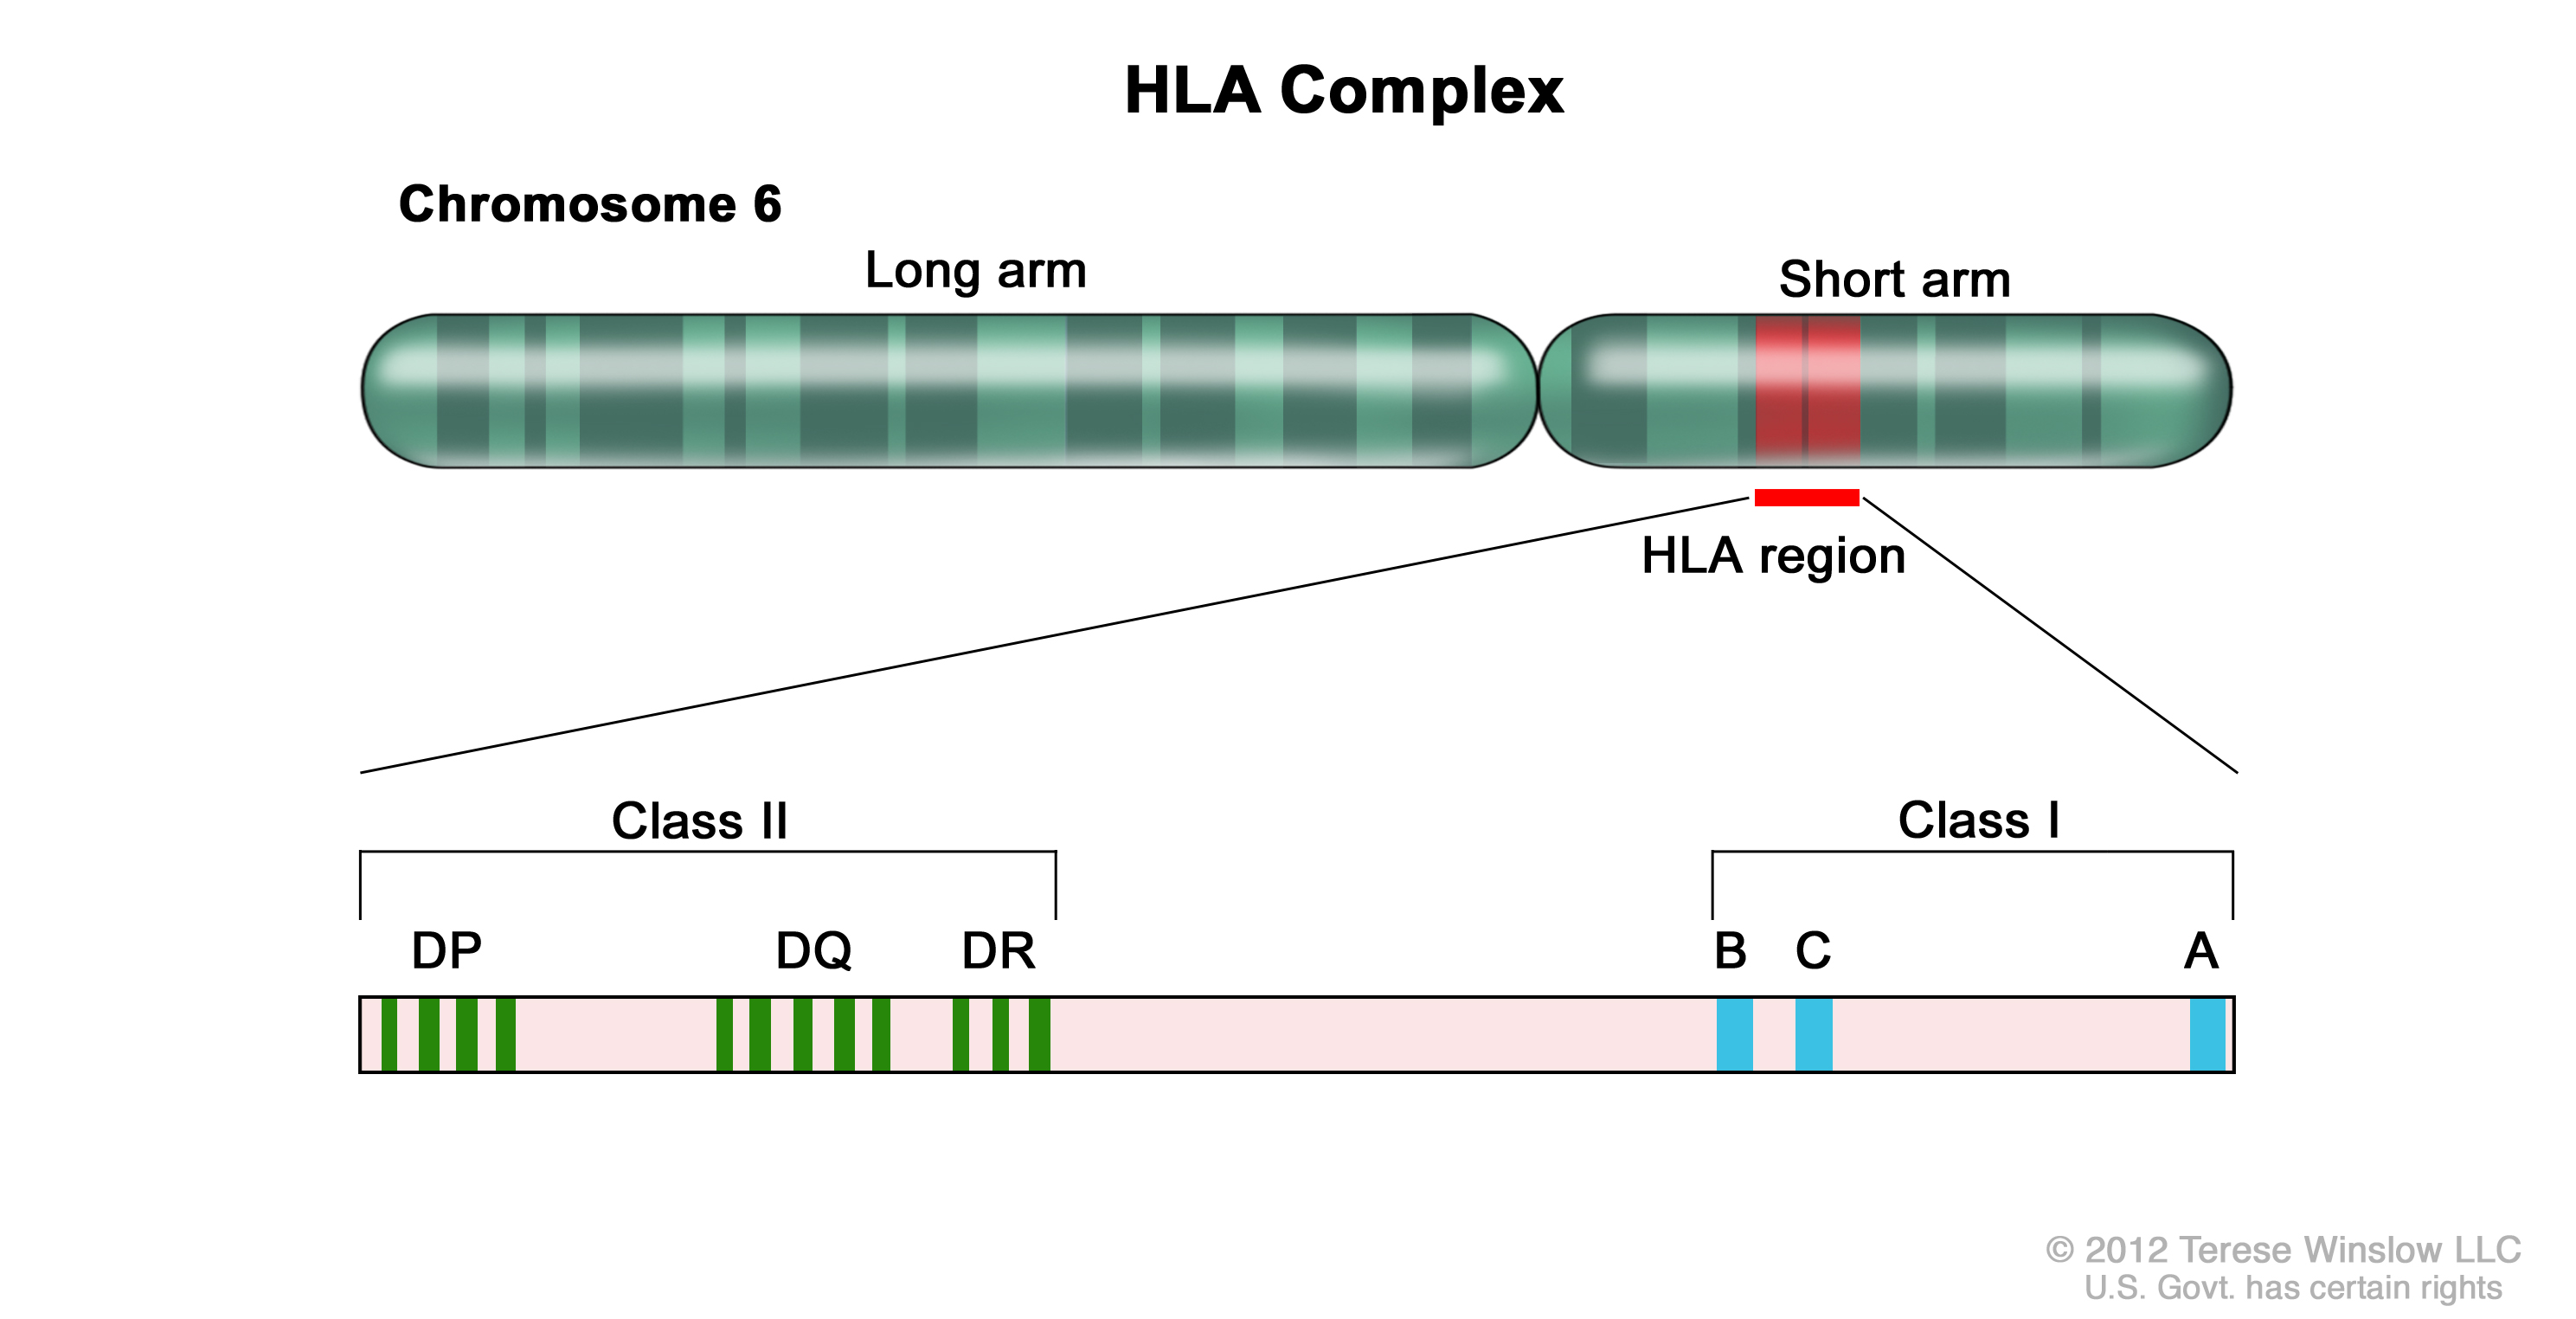 HLA Complex
Chromosome 6
Long arm
Short arm
HLA region
Class II
Class I
DP DQ DR B C A
© 2012 Terese Winslow LLC
U.S. Govt. has certain rights